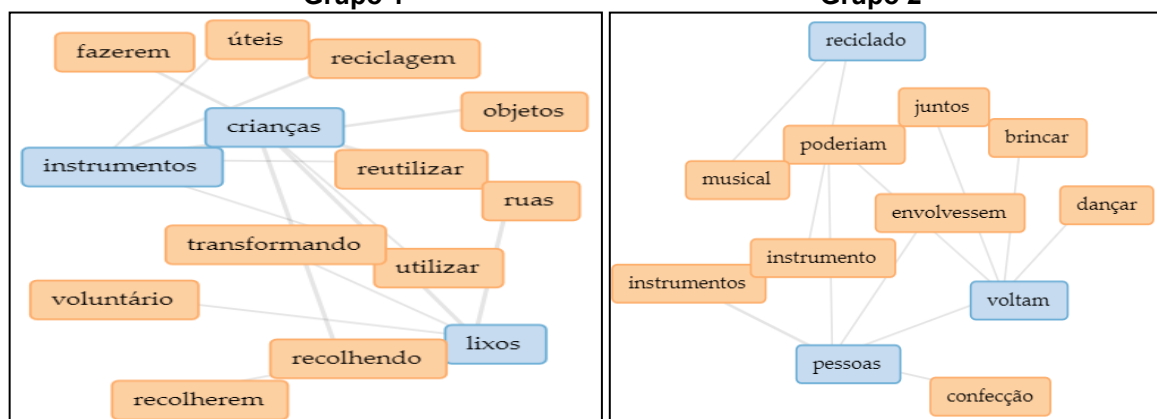 Grupo 1
Grupo 2
fazerem
úteis
reciclagem
objetos
crianças
instrumentos
reutilizar
ruas
transformando
utilizar
voluntário
lixos
recolhendo
recolherem
reciclado
juntos
brincar
poderiam
musical
envolvessem
dançar
instrumento
instrumentos
voltam
pessoas
confecção